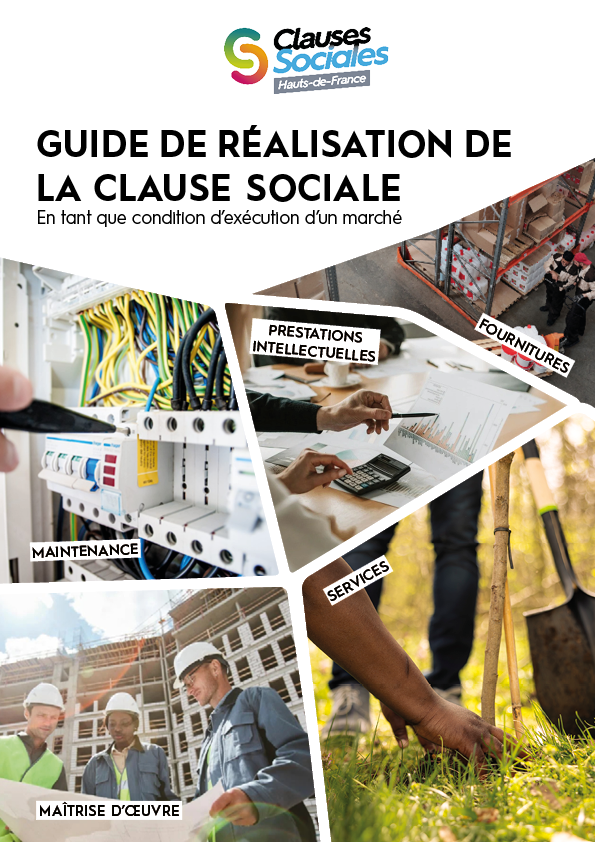 Clauses
Sociales
Hauts-de-France
GUIDE DE RÉALISATION DE
LA CLAUSE SOCIALE
En tant que condition d'exécution d'un marché
PRESTATIONS
INTELLECTUELLES
FOURNITURES
MAINTENANCE
SERVICES
MAÎTRISE D'ŒUVRE